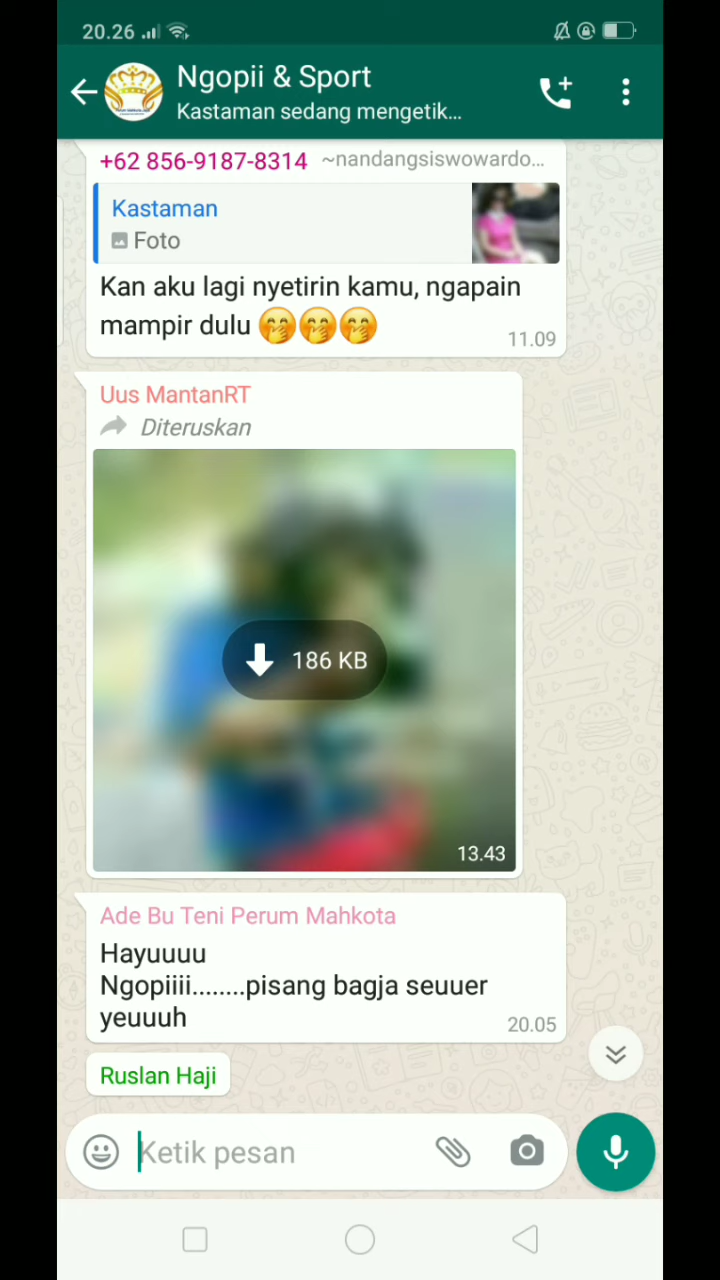 20.26
Ngopii & Sport
Kastaman sedang mengetik...
+62 856-9187-8314 ~nandangsiswowardo...
Kastaman
Foto
Kan aku lagi nyetirin kamu, ngapain
mampir dulu 🤭🤭🤭
11.09
Uus MantanRT
Diteruskan
186 KB
13.43
Ade Bu Teni Perum Mahkota
Hayuuuu
Ngopiiii........pisang bagja seuuer
yeuuuh
20.05
Ruslan Haji
Ketik pesan